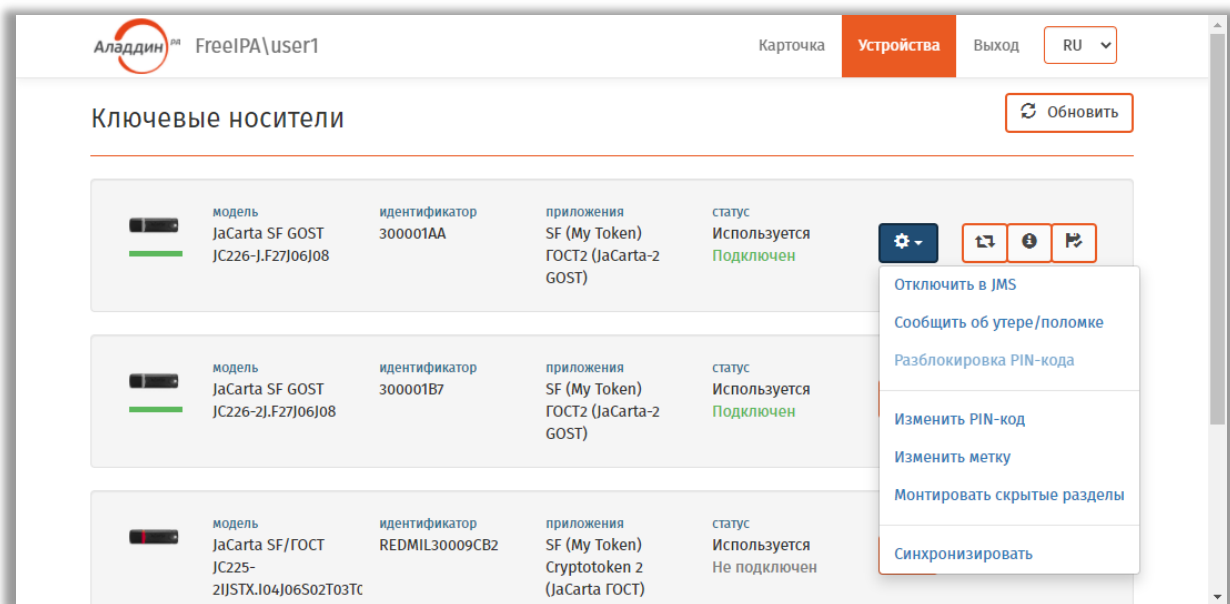 Аладдин РД FreeIPA\user1 Карточка Устройства Выход RU
Ключевые носители
Обновить
модель
JaCarta SF GOST
JC226-J.F27J06J08
идентификатор
300001AA
приложения
SF (My Token)
ГОСТ2 (JaCarta-2
GOST)
статус
Используется
Подключен
Отключить в JMS
Сообщить об утере/поломке
Разблокировка PIN-кода
Изменить PIN-код
Изменить метку
Монтировать скрытые разделы
Синхронизировать
модель
JaCarta SF GOST
JC226-2J.F27J06J08
идентификатор
300001B7
приложения
SF (My Token)
ГОСТ2 (JaCarta-2
GOST)
статус
Используется
Подключен
модель
JaCarta SF/ГОСТ
JC225-
2IJSTX.I04J06S02T03TC
идентификатор
REDMIL30009CB2
приложения
SF (My Token)
Cryptotoken 2
(JaCarta ГОСТ)
статус
Используется
Не подключен